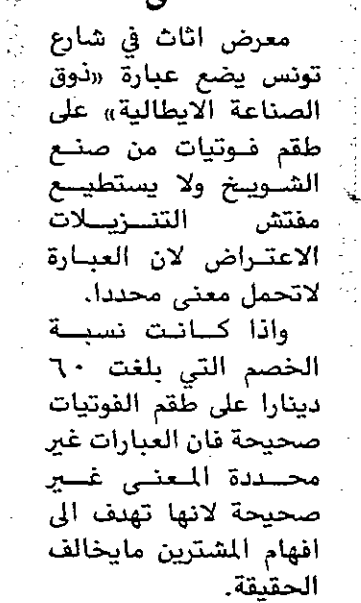 معرض اثاث في شارع
تونس يضع عبارة «ذوق
الصناعة الايطالية» على
طقم فوتيات من صنع
الشويخ ولا يستطيع
مفتش التنزيلات
الاعتراض لان العبارة
لاتحمل معنى محددا.
واذا كانت نسبة
الخصم التي بلغت ٦٠
دينارا على طقم الفوتيات
صحيحة فان العبارات غير
محددة المعنى غير
صحيحة لانها تهدف الى
افهام المشترين مايخالف
الحقيقة.